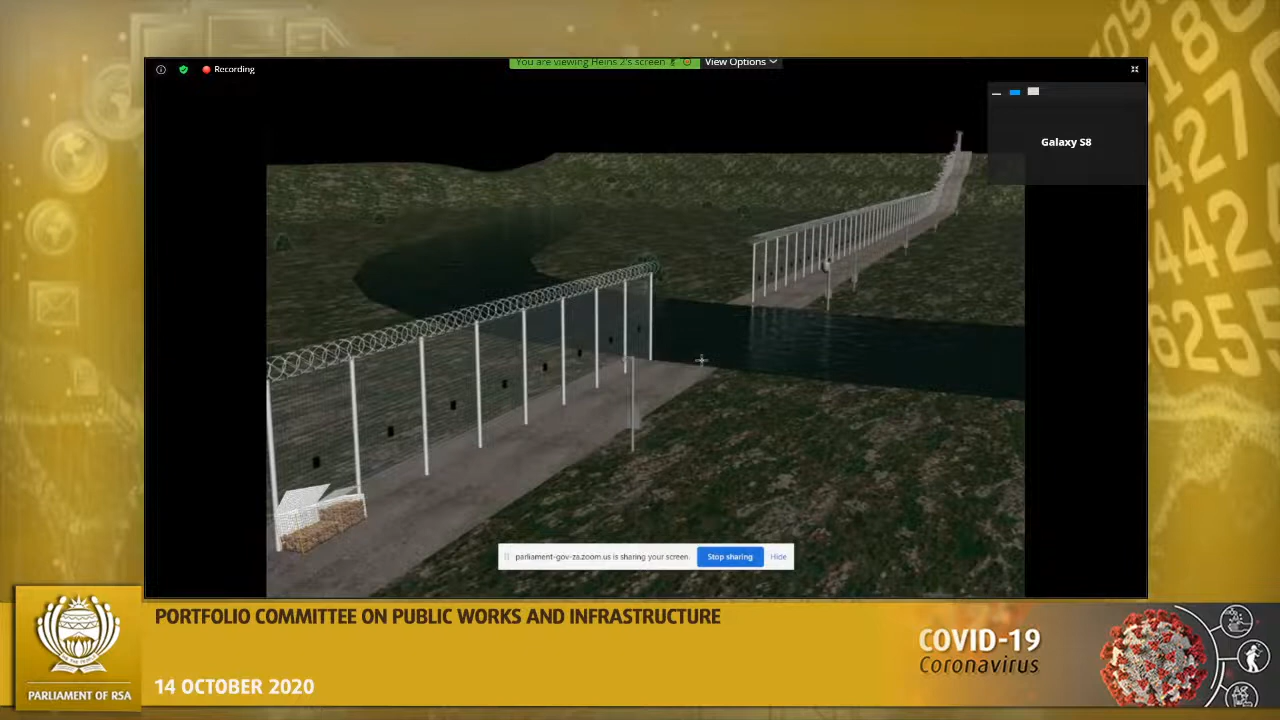 Recording
You are viewing Heins 2's screen
View Options
Galaxy S8
parliament-gov-za.zoom.us is sharing your screen.
Stop sharing
Hide
PORTFOLIO COMMITTEE ON PUBLIC WORKS AND INFRASTRUCTURE
COVID-19
Coronavirus
PARLIAMENT OF RSA
14 OCTOBER 2020